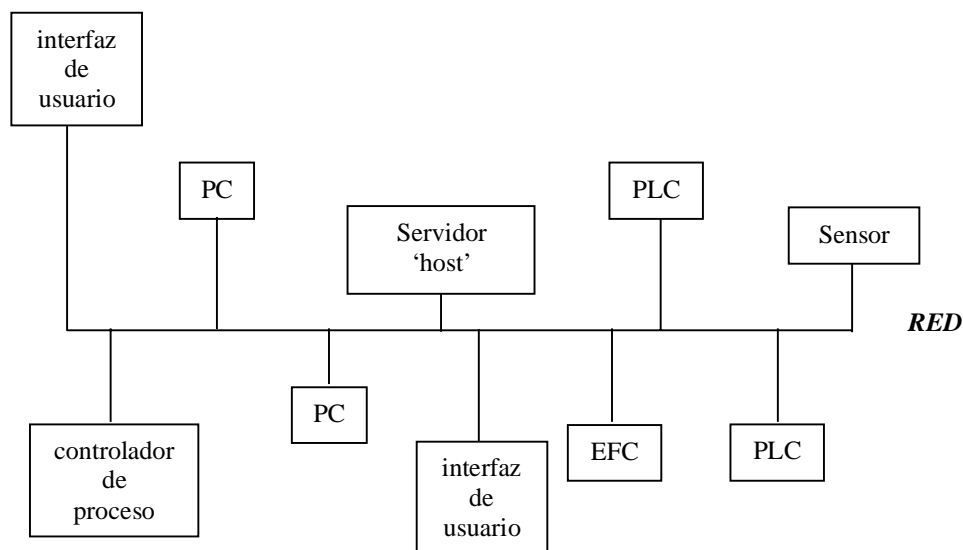 interfaz
de
usuario
PC
PLC
Servidor
‘host’
Sensor
RED
PC
controlador
de
proceso
interfaz
de
usuario
EFC
PLC